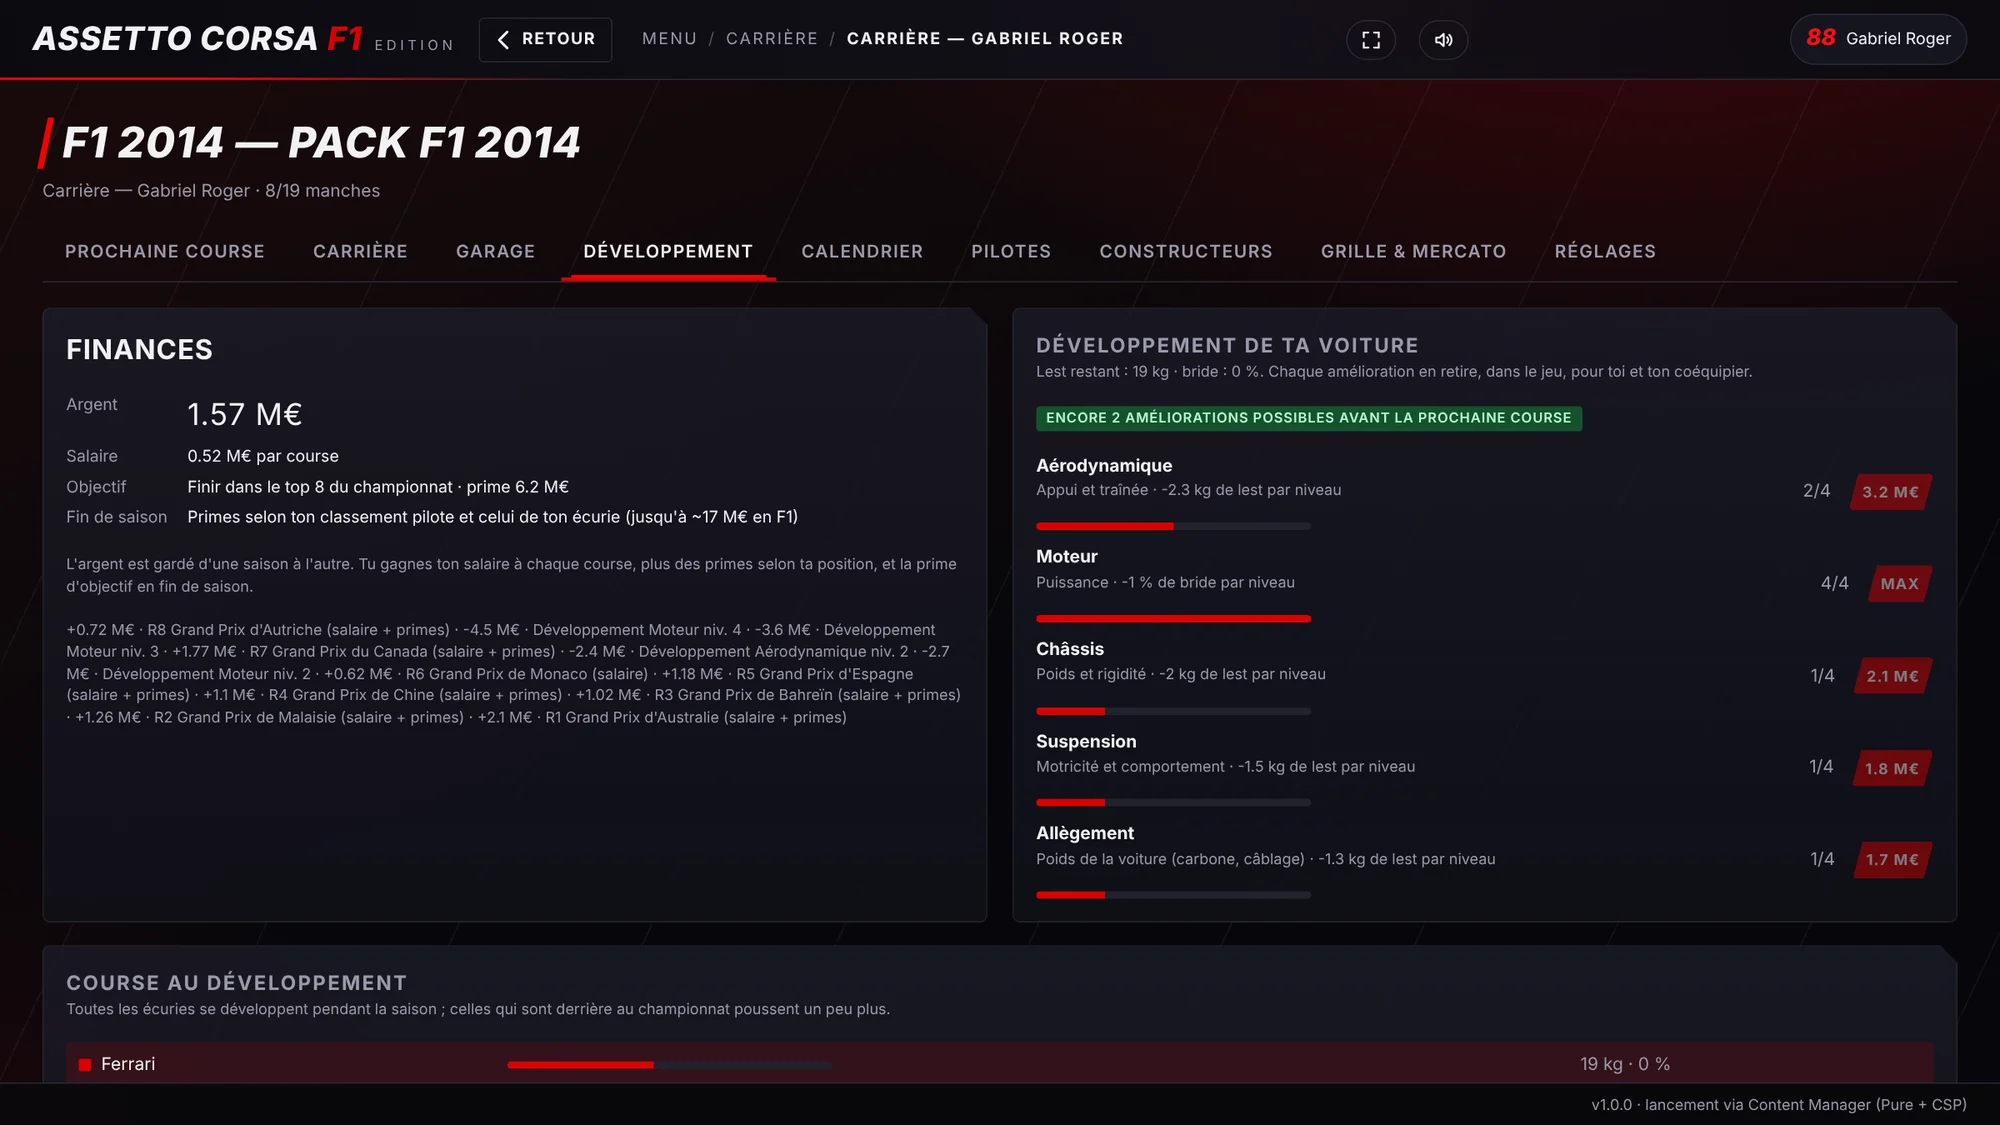 ASSETTO CORSA F1 EDITION
RETOUR
MENU / CARRIÈRE / CARRIÈRE — GABRIEL ROGER
88 Gabriel Roger
F1 2014 — PACK F1 2014
Carrière — Gabriel Roger · 8/19 manches
PROCHAINE COURSE
CARRIÈRE
GARAGE
DÉVELOPPEMENT
CALENDRIER
PILOTES
CONSTRUCTEURS
GRILLE & MERCATO
RÉGLAGES
FINANCES
Argent 1.57 M€
Salaire 0.52 M€ par course
Objectif Finir dans le top 8 du championnat · prime 6.2 M€
Fin de saison Primes selon ton classement pilote et celui de ton écurie (jusqu'à ~17 M€ en F1)
L'argent est gardé d'une saison à l'autre. Tu gagnes ton salaire à chaque course, plus des primes selon ta position, et la prime
d'objectif en fin de saison.
+0.72 M€ · R8 Grand Prix d'Autriche (salaire + primes) · -4.5 M€ · Développement Moteur niv. 4 · -3.6 M€ · Développement
Moteur niv. 3 · +1.77 M€ · R7 Grand Prix du Canada (salaire + primes) · -2.4 M€ · Développement Aérodynamique niv. 2 · -2.7
M€ · Développement Moteur niv. 2 · +0.62 M€ · R6 Grand Prix de Monaco (salaire) · +1.18 M€ · R5 Grand Prix d'Espagne
(salaire + primes) · +1.1 M€ · R4 Grand Prix de Chine (salaire + primes) · +1.02 M€ · R3 Grand Prix de Bahreïn (salaire + primes)
· +1.26 M€ · R2 Grand Prix de Malaisie (salaire + primes) · +2.1 M€ · R1 Grand Prix d'Australie (salaire + primes)
DÉVELOPPEMENT DE TA VOITURE
Lest restant : 19 kg · bride : 0 %. Chaque amélioration en retire, dans le jeu, pour toi et ton coéquipier.
ENCORE 2 AMÉLIORATIONS POSSIBLES AVANT LA PROCHAINE COURSE
Aérodynamique
Appui et traînée · -2.3 kg de lest par niveau
2/4 3.2 M€
Moteur
Puissance · -1 % de bride par niveau
4/4 MAX
Châssis
Poids et rigidité · -2 kg de lest par niveau
1/4 2.1 M€
Suspension
Motricité et comportement · -1.5 kg de lest par niveau
1/4 1.8 M€
Allègement
Poids de la voiture (carbone, câblage) · -1.3 kg de lest par niveau
1/4 1.7 M€
COURSE AU DÉVELOPPEMENT
Toutes les écuries se développent pendant la saison ; celles qui sont derrière au championnat poussent un peu plus.
Ferrari 19 kg · 0 %
v1.0.0 · lancement via Content Manager (Pure + CSP)